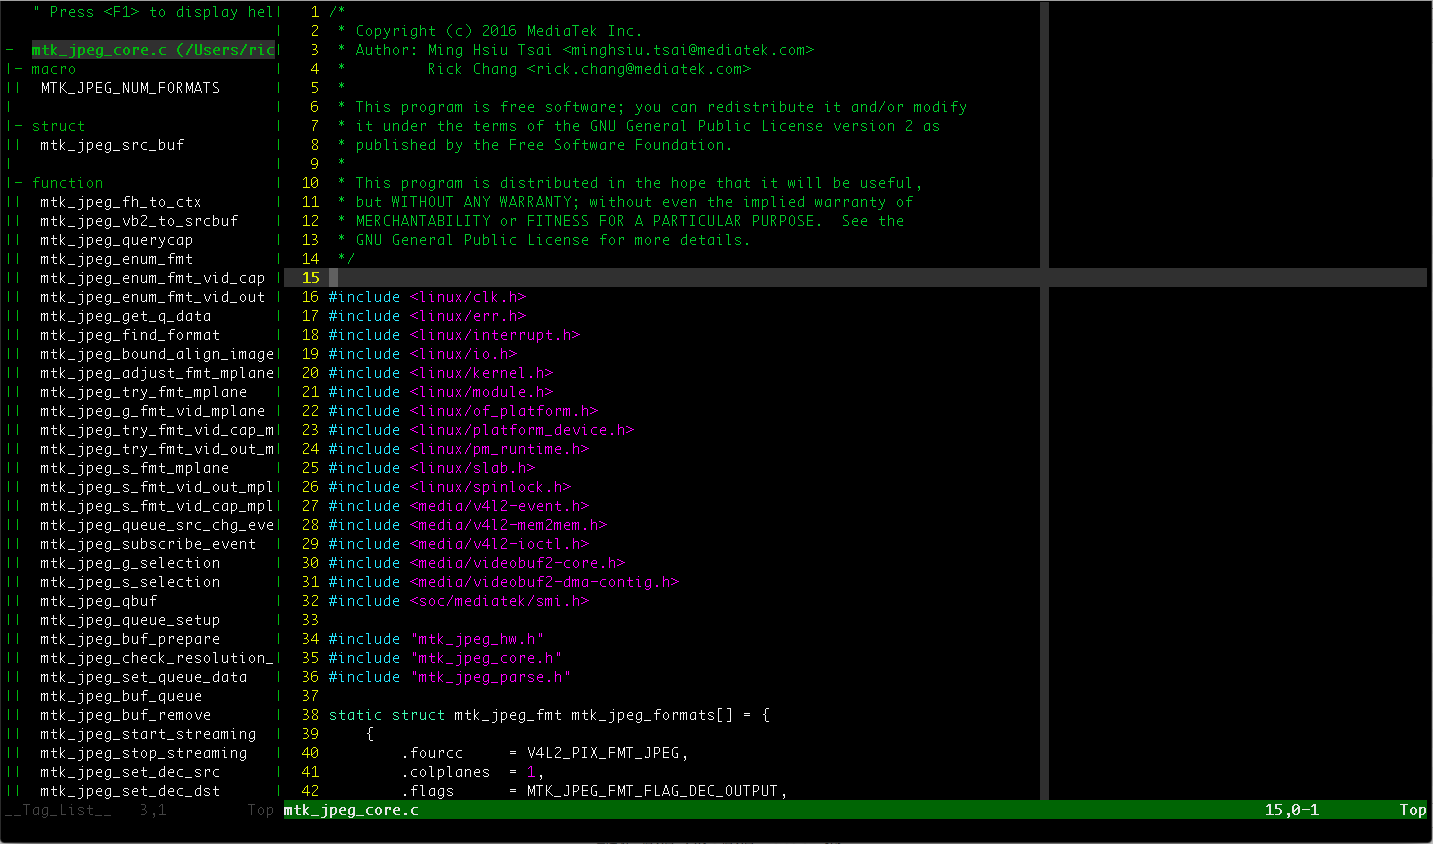 " Press <F1> to display hel
- mtk_jpeg_core.c (/Users/ric
|- macro
|| MTK_JPEG_NUM_FORMATS
|
|- struct
|| mtk_jpeg_src_buf
|
|- function
|| mtk_jpeg_fh_to_ctx
|| mtk_jpeg_vb2_to_srcbuf
|| mtk_jpeg_querycap
|| mtk_jpeg_enum_fmt
|| mtk_jpeg_enum_fmt_vid_cap
|| mtk_jpeg_enum_fmt_vid_out
|| mtk_jpeg_get_q_data
|| mtk_jpeg_find_format
|| mtk_jpeg_bound_align_image
|| mtk_jpeg_adjust_fmt_mplane
|| mtk_jpeg_try_fmt_mplane
|| mtk_jpeg_g_fmt_vid_mplane
|| mtk_jpeg_try_fmt_vid_cap_m
|| mtk_jpeg_try_fmt_vid_out_m
|| mtk_jpeg_s_fmt_mplane
|| mtk_jpeg_s_fmt_vid_out_mpl
|| mtk_jpeg_s_fmt_vid_cap_mpl
|| mtk_jpeg_queue_src_chg_eve
|| mtk_jpeg_subscribe_event
|| mtk_jpeg_g_selection
|| mtk_jpeg_s_selection
|| mtk_jpeg_qbuf
|| mtk_jpeg_queue_setup
|| mtk_jpeg_buf_prepare
|| mtk_jpeg_check_resolution_
|| mtk_jpeg_set_queue_data
|| mtk_jpeg_buf_queue
|| mtk_jpeg_buf_remove
|| mtk_jpeg_start_streaming
|| mtk_jpeg_stop_streaming
|| mtk_jpeg_set_dec_src
|| mtk_jpeg_set_dec_dst
__Tag_List__ 3,1 Top
1 /*
2 * Copyright (c) 2016 MediaTek Inc.
3 * Author: Ming Hsiu Tsai <minghsiu.tsai@mediatek.com>
4 * Rick Chang <rick.chang@mediatek.com>
5 *
6 * This program is free software; you can redistribute it and/or modify
7 * it under the terms of the GNU General Public License version 2 as
8 * published by the Free Software Foundation.
9 *
10 * This program is distributed in the hope that it will be useful,
11 * but WITHOUT ANY WARRANTY; without even the implied warranty of
12 * MERCHANTABILITY or FITNESS FOR A PARTICULAR PURPOSE. See the
13 * GNU General Public License for more details.
14 */
15
16 #include <linux/clk.h>
17 #include <linux/err.h>
18 #include <linux/interrupt.h>
19 #include <linux/io.h>
20 #include <linux/kernel.h>
21 #include <linux/module.h>
22 #include <linux/of_platform.h>
23 #include <linux/platform_device.h>
24 #include <linux/pm_runtime.h>
25 #include <linux/slab.h>
26 #include <linux/spinlock.h>
27 #include <media/v4l2-event.h>
28 #include <media/v4l2-mem2mem.h>
29 #include <media/v4l2-ioctl.h>
30 #include <media/videobuf2-core.h>
31 #include <media/videobuf2-dma-contig.h>
32 #include <soc/mediatek/smi.h>
33
34 #include "mtk_jpeg_hw.h"
35 #include "mtk_jpeg_core.h"
36 #include "mtk_jpeg_parse.h"
37
38 static struct mtk_jpeg_fmt mtk_jpeg_formats[] = {
39 {
40 .fourcc = V4L2_PIX_FMT_JPEG,
41 .colplanes = 1,
42 .flags = MTK_JPEG_FMT_FLAG_DEC_OUTPUT,
mtk_jpeg_core.c 15,0-1 Top